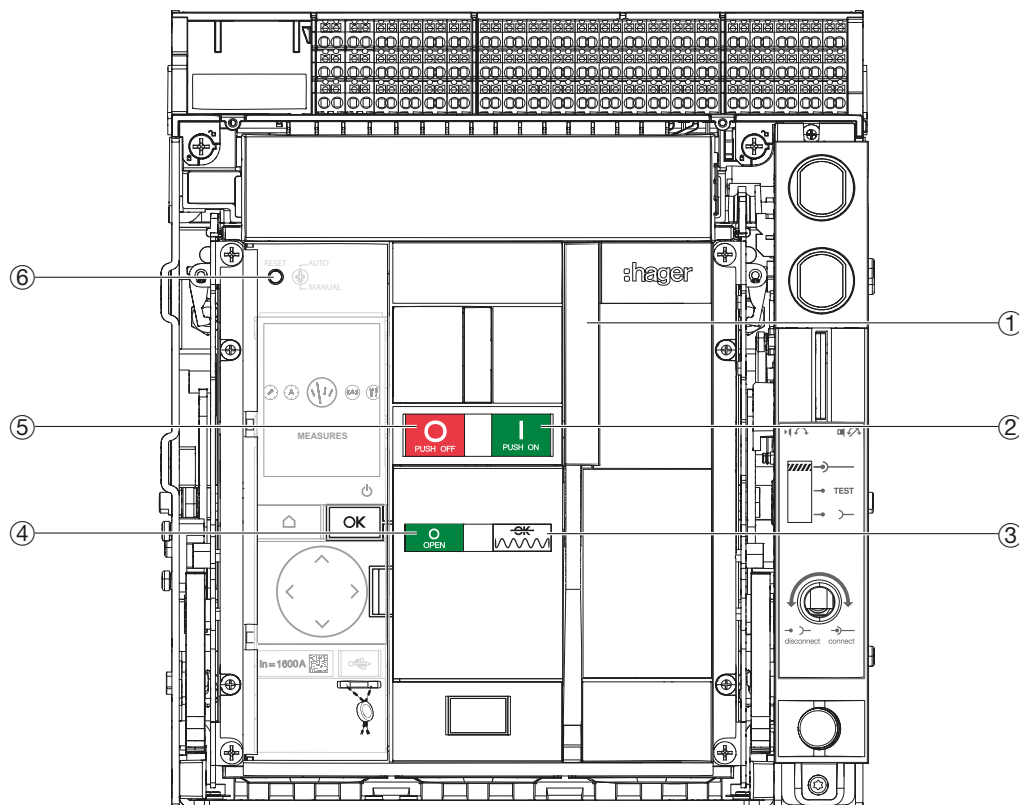 RESET
AUTO
MANUAL
:hager
⑥
①
A
MEASURES
⑤
O
PUSH OFF
I
PUSH ON
②
TEST
OK
④
O
OPEN
OK
③
disconnect
connect
In=1600A